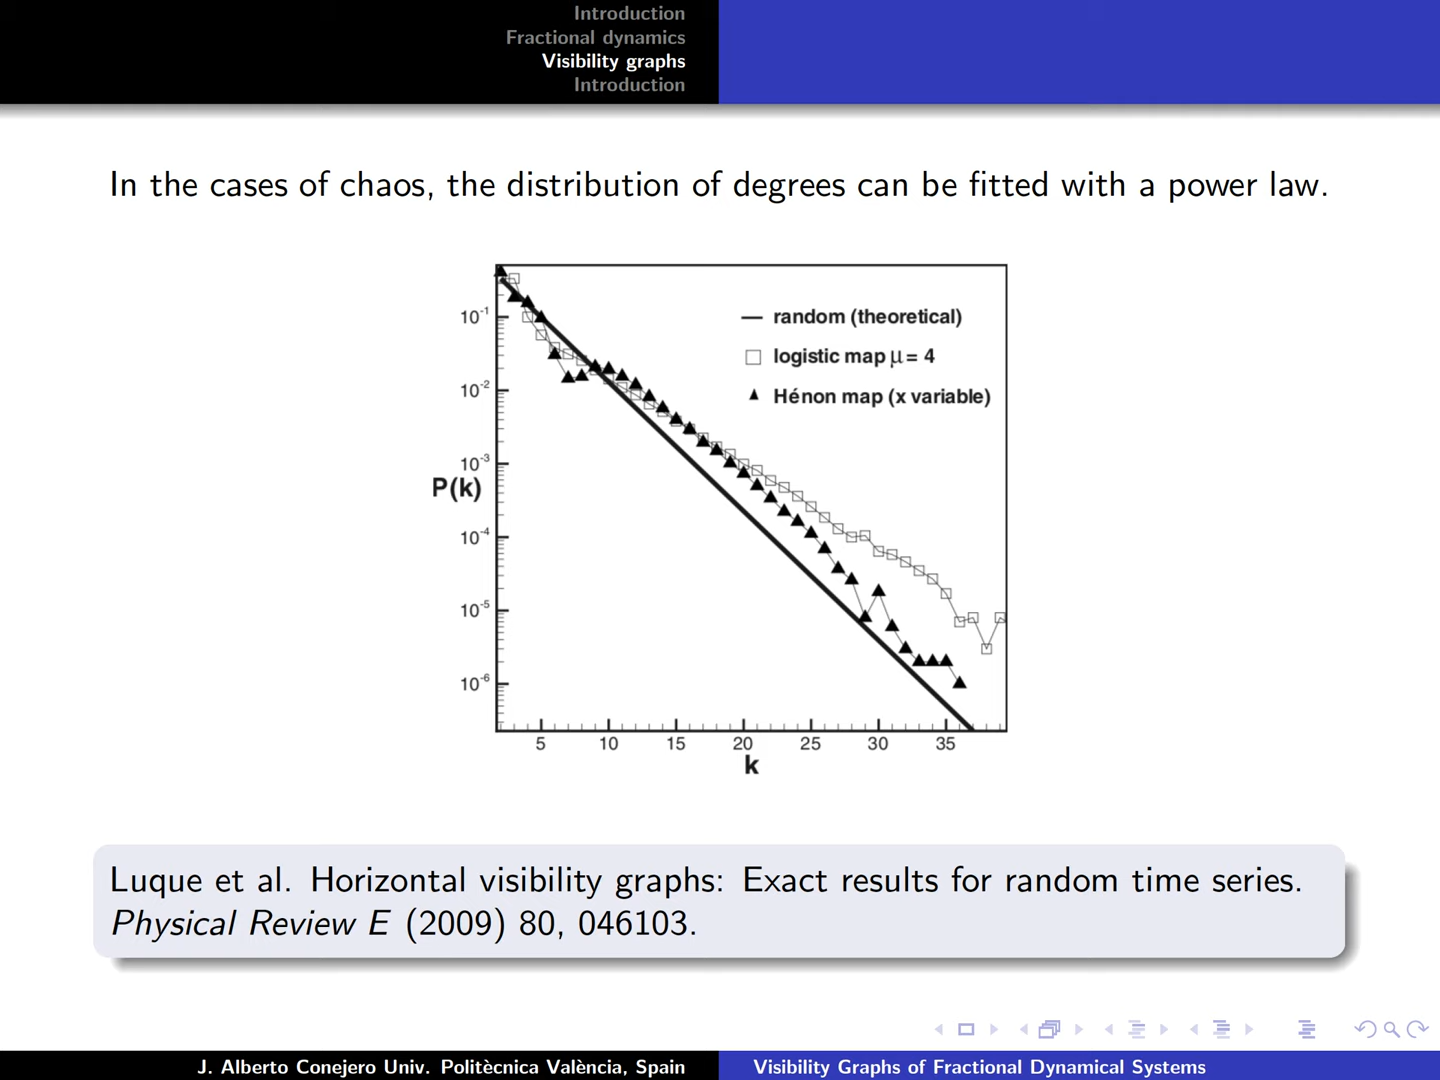 Introduction
Fractional dynamics
Visibility graphs
Introduction
In the cases of chaos, the distribution of degrees can be fitted with a power law.
random (theoretical)
logistic map μ = 4
Hénon map (x variable)
10⁻¹
10⁻²
10⁻³
P(k)
10⁻⁴
10⁻⁵
10⁻⁶
5 10 15 20 25 30 35
k
Luque et al. Horizontal visibility graphs: Exact results for random time series.
Physical Review E (2009) 80, 046103.
J. Alberto Conejero Univ. Politècnica València, Spain
Visibility Graphs of Fractional Dynamical Systems